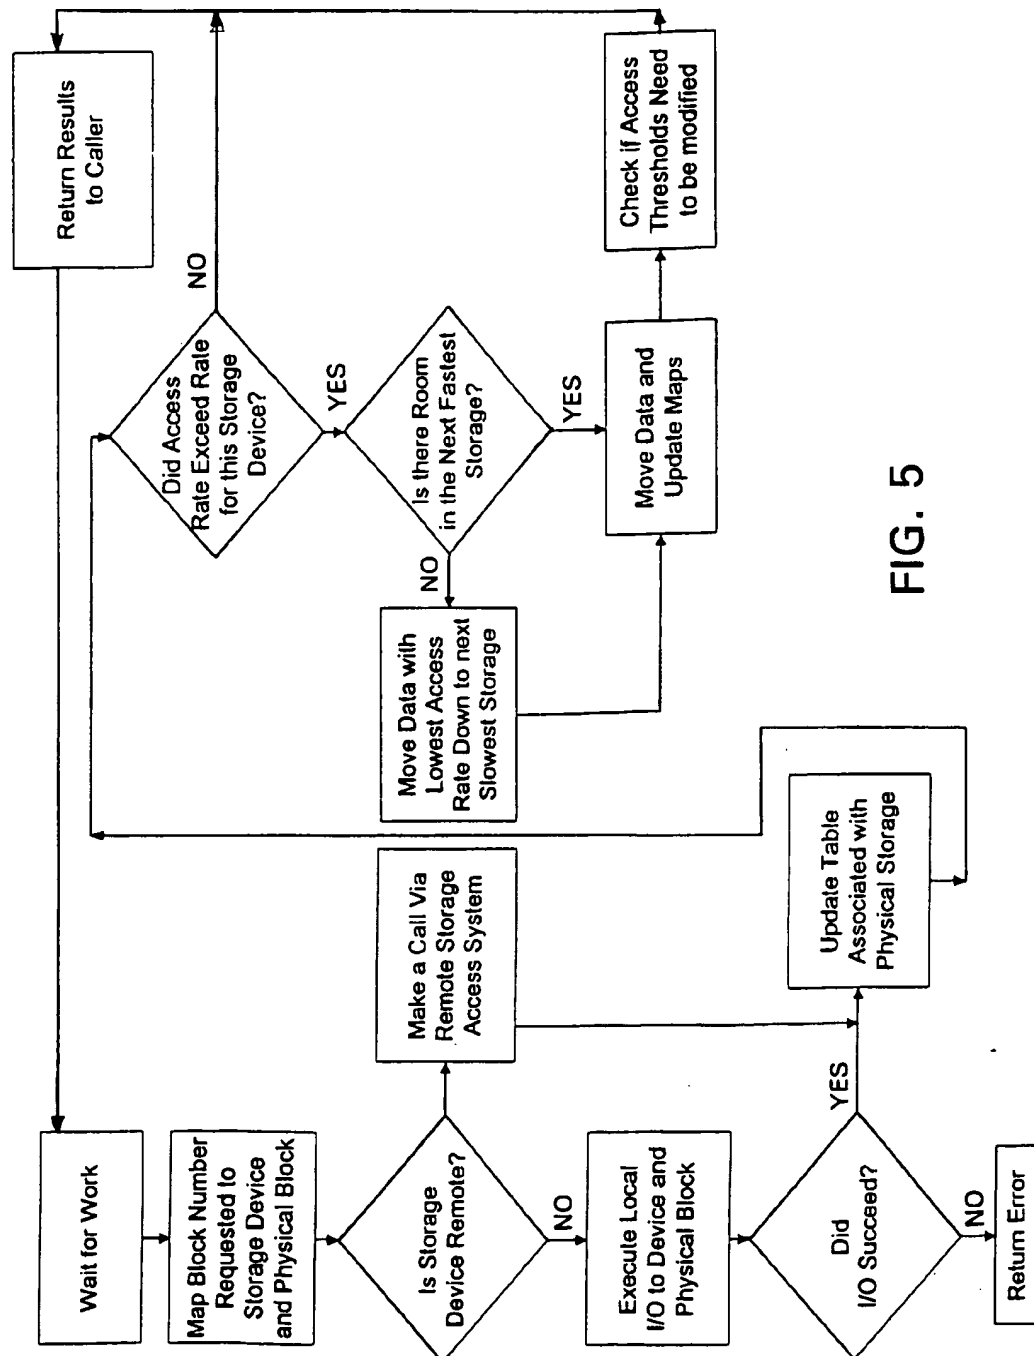 Wait for Work
Map Block Number
Requested to
Storage Device
and Physical Block
Is Storage
Device Remote?
NO
Make a Call Via
Remote Storage
Access System
Execute Local
I/O to Device and
Physical Block
Did
I/O Succeed?
YES
NO
Return Error
Update Table
Associated with
Physical Storage
Did Access
Rate Exceed Rate
for this Storage
Device?
NO
YES
Is there Room
in the Next Fastest
Storage?
NO
YES
Move Data with
Lowest Access
Rate Down to next
Slowest Storage
Move Data and
Update Maps
Check if Access
Thresholds Need
to be modified
Return Results
to Caller
FIG. 5